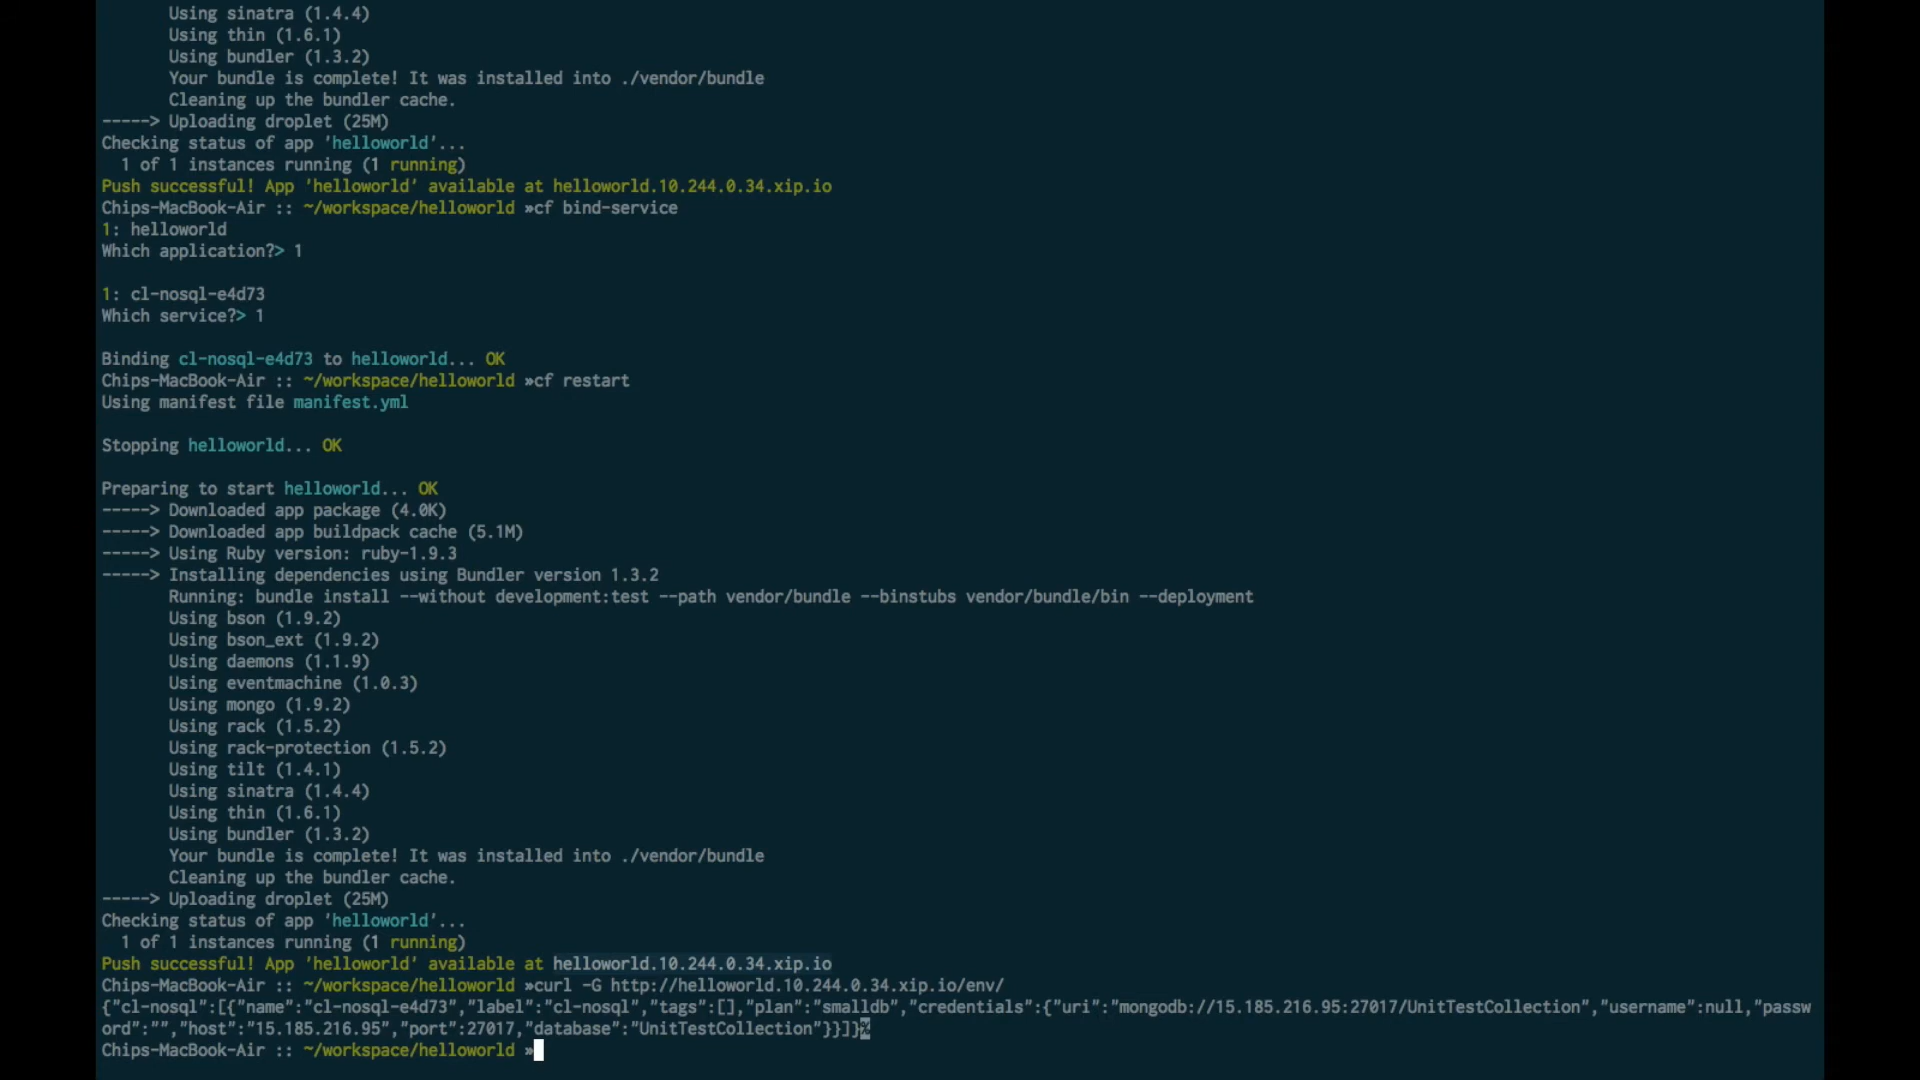 Using sinatra (1.4.4)
Using thin (1.6.1)
Using bundler (1.3.2)
Your bundle is complete! It was installed into ./vendor/bundle
Cleaning up the bundler cache.
-----> Uploading droplet (25M)
Checking status of app 'helloworld'...
1 of 1 instances running (1 running)
Push successful! App 'helloworld' available at helloworld.10.244.0.34.xip.io
Chips-MacBook-Air :: ~/workspace/helloworld »cf bind-service
1: helloworld
Which application?> 1
1: cl-nosql-e4d73
Which service?> 1
Binding cl-nosql-e4d73 to helloworld... OK
Chips-MacBook-Air :: ~/workspace/helloworld »cf restart
Using manifest file manifest.yml
Stopping helloworld... OK
Preparing to start helloworld... OK
-----> Downloaded app package (4.0K)
-----> Downloaded app buildpack cache (5.1M)
-----> Using Ruby version: ruby-1.9.3
-----> Installing dependencies using Bundler version 1.3.2
Running: bundle install --without development:test --path vendor/bundle --binstubs vendor/bundle/bin --deployment
Using bson (1.9.2)
Using bson_ext (1.9.2)
Using daemons (1.1.9)
Using eventmachine (1.0.3)
Using mongo (1.9.2)
Using rack (1.5.2)
Using rack-protection (1.5.2)
Using tilt (1.4.1)
Using sinatra (1.4.4)
Using thin (1.6.1)
Using bundler (1.3.2)
Your bundle is complete! It was installed into ./vendor/bundle
Cleaning up the bundler cache.
-----> Uploading droplet (25M)
Checking status of app 'helloworld'...
1 of 1 instances running (1 running)
Push successful! App 'helloworld' available at helloworld.10.244.0.34.xip.io
Chips-MacBook-Air :: ~/workspace/helloworld »curl -G http://helloworld.10.244.0.34.xip.io/env/
{"cl-nosql":[{"name":"cl-nosql-e4d73","label":"cl-nosql","tags":[],"plan":"smalldb","credentials":{"uri":"mongodb://15.185.216.95:27017/UnitTestCollection","username":null,"passw
ord":"","host":"15.185.216.95","port":27017,"database":"UnitTestCollection"}}]}%
Chips-MacBook-Air :: ~/workspace/helloworld »